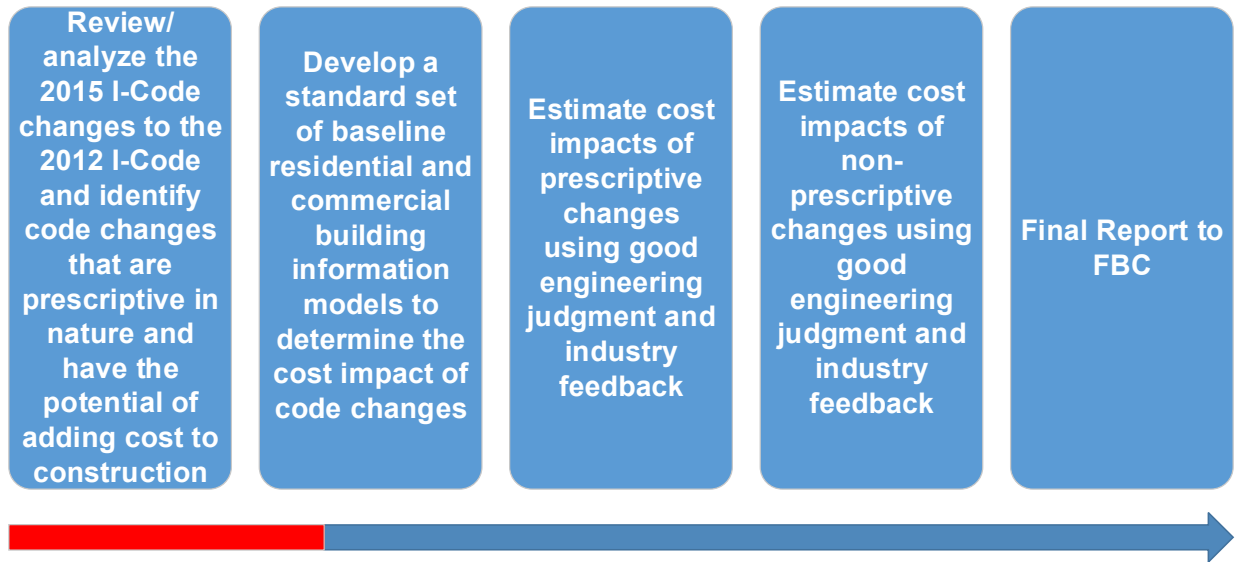 Review/
analyze the
2015 I-Code
changes to the
2012 I-Code
and identify
code changes
that are
prescriptive in
nature and
have the
potential of
adding cost to
construction
Develop a
standard set
of baseline
residential and
commercial
building
information
models to
determine the
cost impact of
code changes
Estimate cost
impacts of
prescriptive
changes
using good
engineering
judgment and
industry
feedback
Estimate cost
impacts of
non-
prescriptive
changes using
good
engineering
judgment and
industry
feedback
Final Report to
FBC